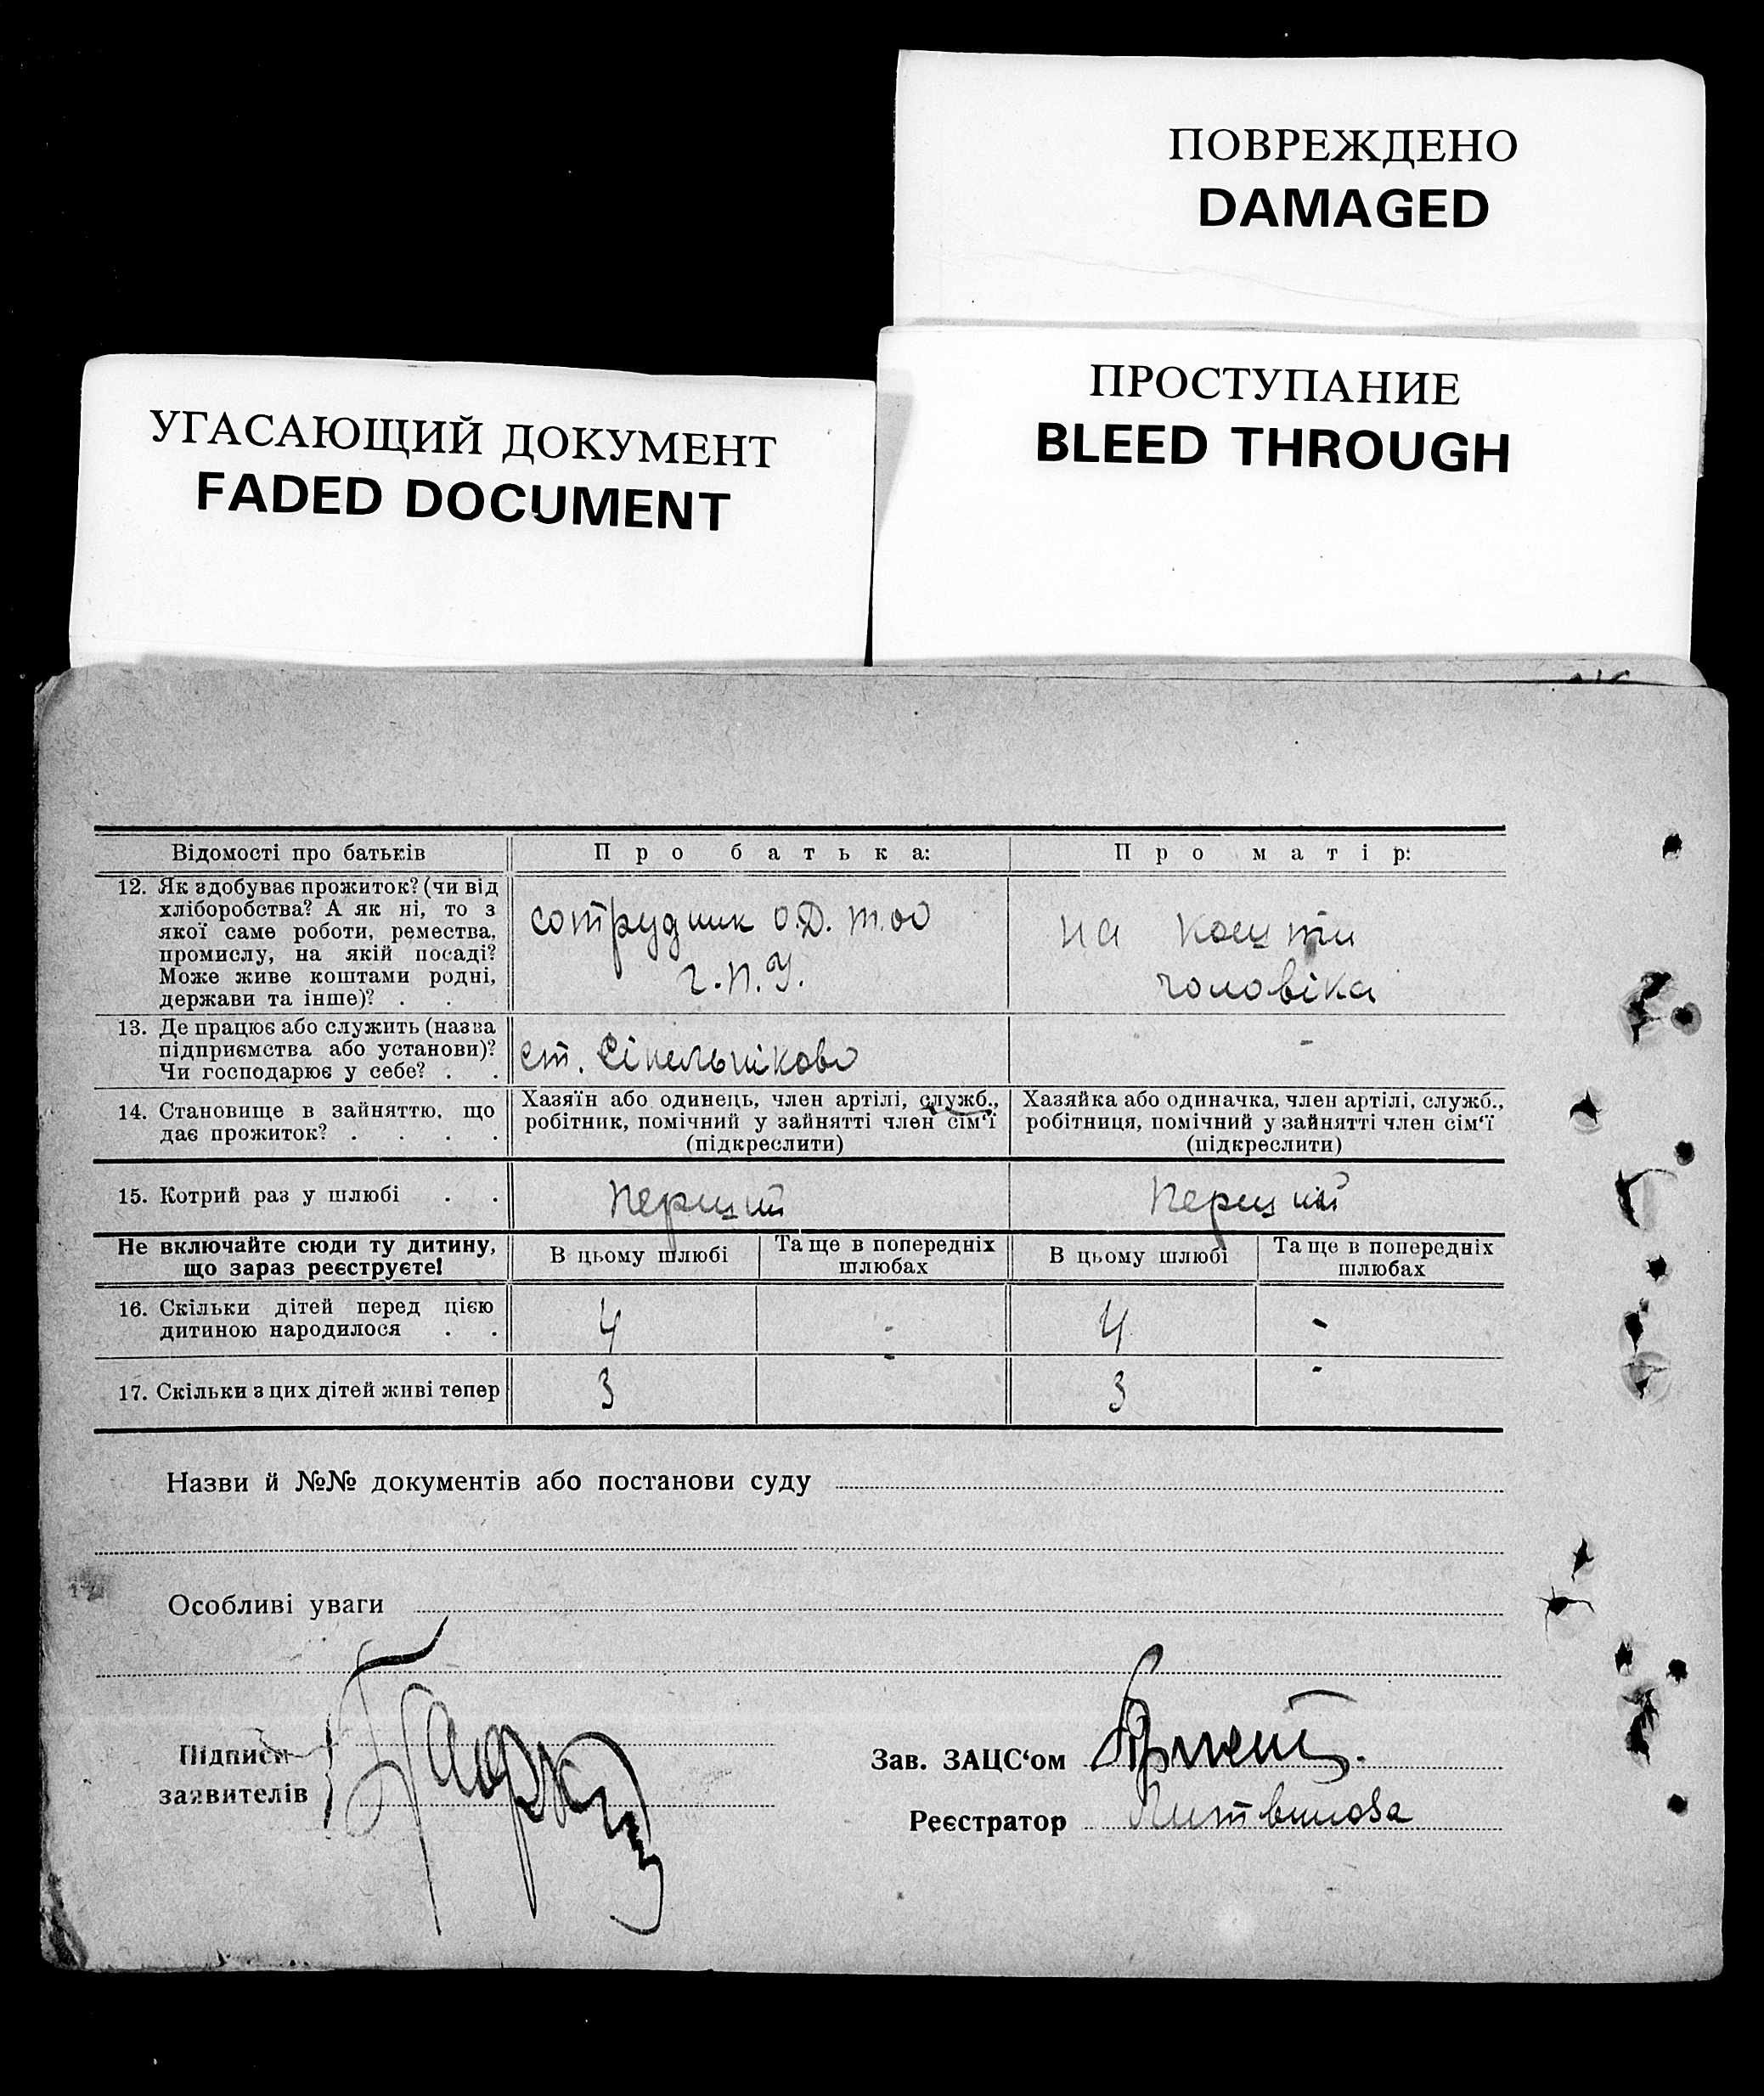 ПОВРЕЖДЕНО
DAMAGED
ПРОСТУПАНИЕ
BLEED THROUGH
УГАСАЮЩИЙ ДОКУМЕНТ
FADED DOCUMENT
Відомості про батьків
Про батька:
Про матір:
12. Як здобуває прожиток? (чи від
хліборобства? А як ні, то з
якої саме роботи, ремества,
промислу, на якій посаді?
Може живе коштами родні,
держави та інше)? . .
сотрудник О.Д.Т.ОО
Г.П.У.
на кошти
чоловіка
13. Де працює або служить (назва
підприємства або установи)?
Чи господарює у себе? . .
ст. Сінельнікове
-
14. Становище в зайняттю, що
дає прожиток? . . . .
Хазяїн або одинець, член артілі, служб.,
робітник, помічний у зайнятті член сім‘ї
(підкреслити)
Хазяйка або одиначка, член артілі, служб.,
робітниця, помічний у зайнятті член сім‘ї
(підкреслити)
15. Котрий раз у шлюбі . .
Перший
Перший
Не включайте сюди ту дитину,
що зараз реєструєте!
В цьому шлюбі
Та ще в попередніх
шлюбах
В цьому шлюбі
Та ще в попередніх
шлюбах
16. Скільки дітей перед цією
дитиною народилося . .
4
-
4
-
17. Скільки з цих дітей живі тепер
3
-
3
-
Назви й №№ документів або постанови суду
Особливі уваги
Підписи
заявителів
Зав. ЗАЦС‘ом
Реєстратор Литвинова